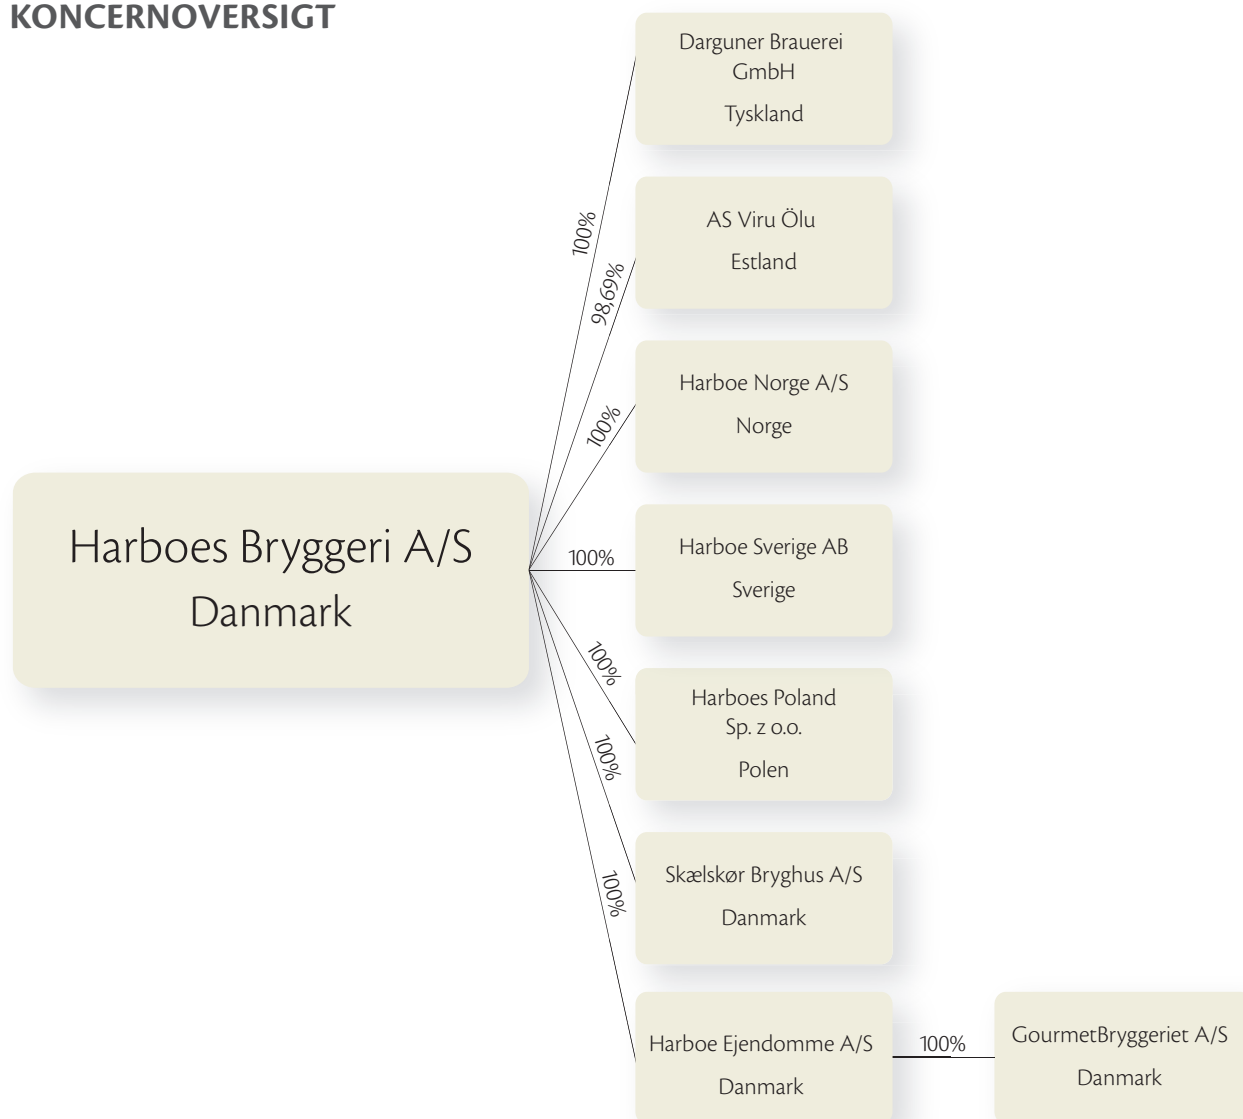 KONCERNOVERSIGT
Darguner Brauerei
GmbH
Tyskland
100%
AS Viru Ölu
Estland
98,69%
Harboe Norge A/S
Norge
100%
Harboes Bryggeri A/S
Danmark
100%
Harboe Sverige AB
Sverige
100%
Harboes Poland
Sp. z o.o.
Polen
100%
Skælskør Bryghus A/S
Danmark
100%
Harboe Ejendomme A/S
Danmark
100%
GourmetBryggeriet A/S
Danmark